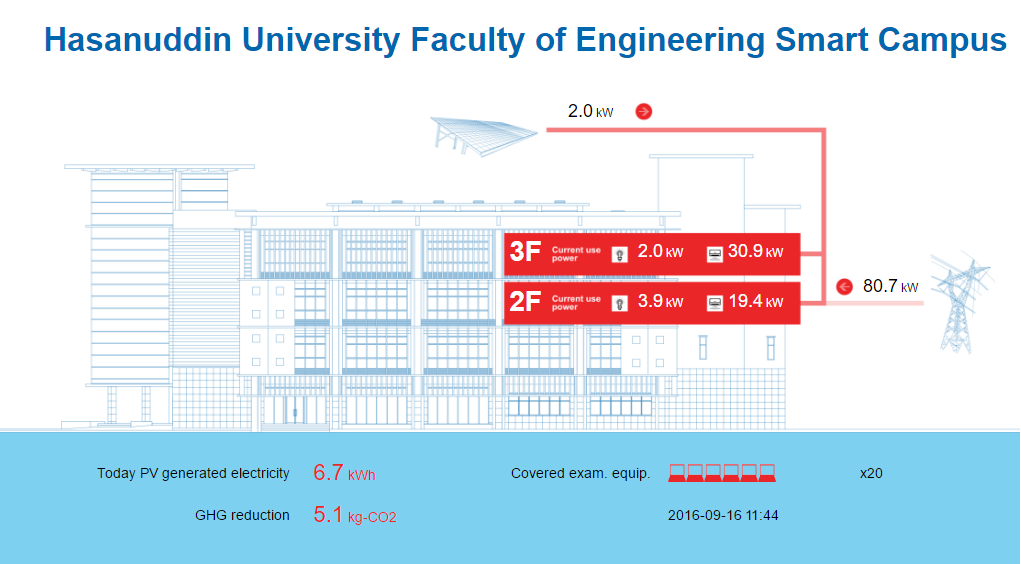 Hasanuddin University Faculty of Engineering Smart Campus
2.0 kW
3F Current use power 2.0 kW 30.9 kW
2F Current use power 3.9 kW 19.4 kW
80.7 kW
Today PV generated electricity 6.7 kWh Covered exam. equip. x20
GHG reduction 5.1 kg-CO2 2016-09-16 11:44